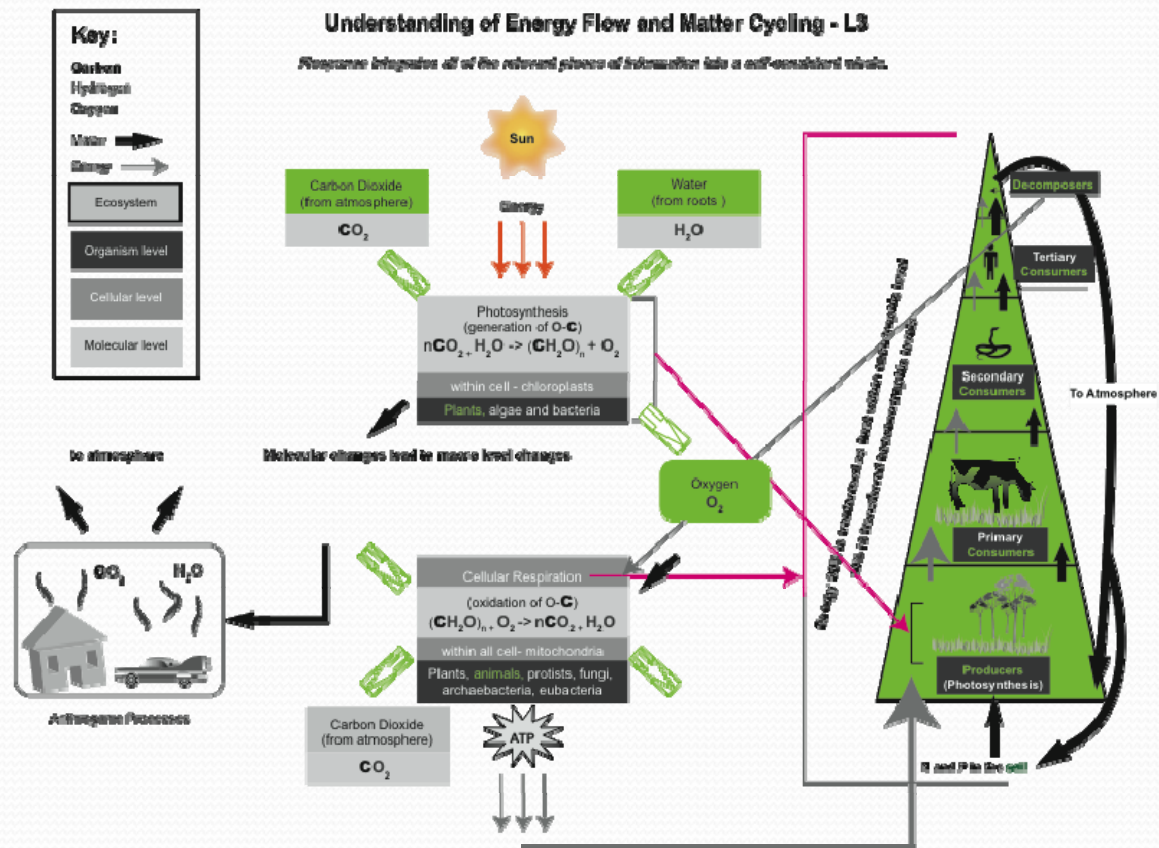 Understanding of Energy Flow and Matter Cycling - L3
Response integrates all of the relevant pieces of information into a self-consistent whole.
Key:
Carbon
Hydrogen
Oxygen
Matter
Energy
Ecosystem
Organism level
Cellular level
Molecular level
Sun
Energy
Carbon Dioxide
(from atmosphere)
CO₂
Water
(from roots )
H₂O
Photosynthesis
(generation of O-C)
nCO₂ + H₂O -> (CH₂O)n + O₂
within cell - chloroplasts
Plants, algae and bacteria
to atmosphere
Molecular changes lead to macro level changes
Oxygen
O₂
CO₂
H₂O
Cellular Respiration
(oxidation of O-C)
(CH₂O)n + O₂ -> nCO₂ + H₂O
within all cell- mitochondria
Plants, animals, protists, fungi,
archaebacteria, eubacteria
Processes
Carbon Dioxide
(from atmosphere)
CO₂
ATP
Decomposers
Tertiary
Consumers
Secondary
Consumers
To Atmosphere
Primary
Consumers
Producers
(Photosynthesis)
and P in the soil